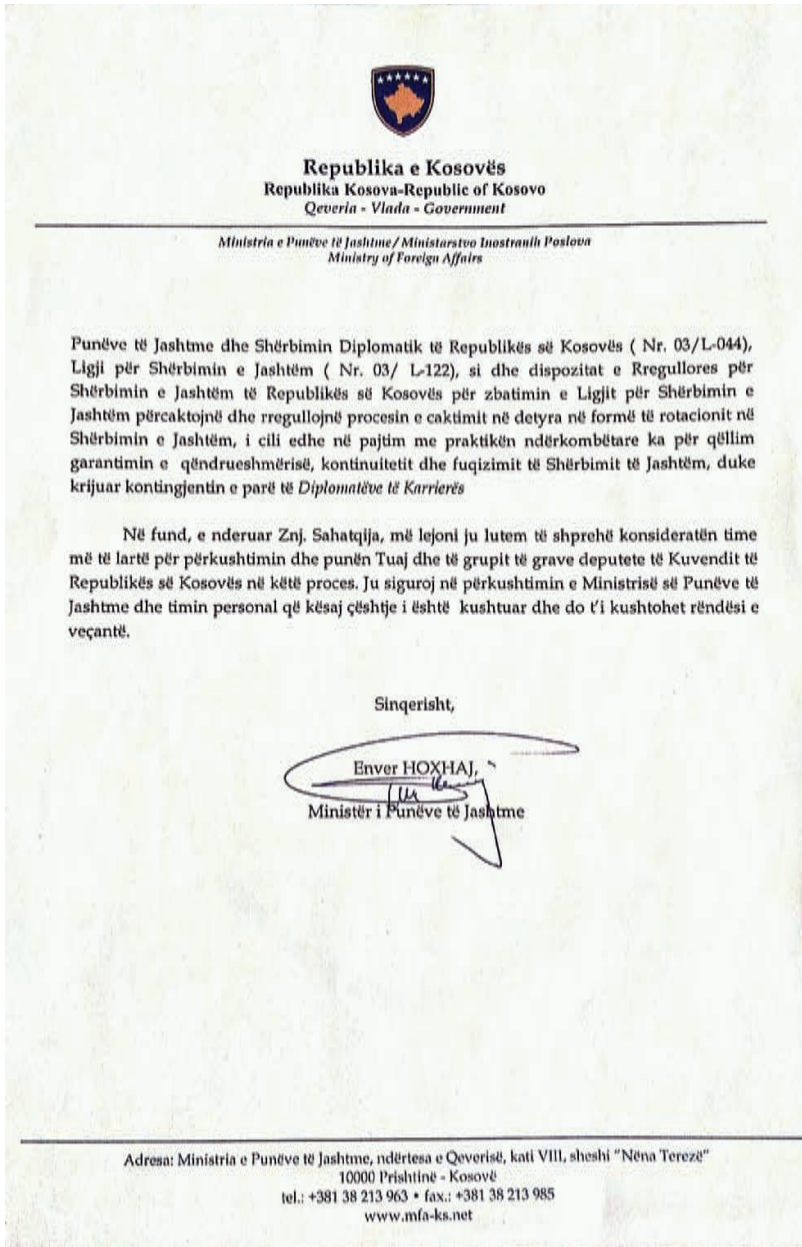 Republika e Kosovës
Republika Kosova-Republic of Kosovo
Qeveria - Vlada - Government
Ministria e Punëve të Jashtme/ Ministarstvo Inostranih Poslova
Ministry of Foreign Affairs
Punëve të Jashtme dhe Shërbimin Diplomatik të Republikës së Kosovës ( Nr. 03/L-044),
Ligji për Shërbimin e Jashtëm ( Nr. 03/ L-122), si dhe dispozitat e Rregullores për
Shërbimin e Jashtëm të Republikës së Kosovës për zbatimin e Ligjit për Shërbimin e
Jashtëm përcaktojnë dhe rregullojnë procesin e caktimit në detyra në formë të rotacionit në
Shërbimin e Jashtëm, i cili edhe në pajtim me praktikën ndërkombëtare ka për qëllim
garantimin e qëndrueshmërisë, kontinuitetit dhe fuqizimit të Shërbimit të Jashtëm, duke
krijuar kontingjentin e parë të Diplomatëve të Karrierës
Në fund, e nderuar Znj. Sahatqija, më lejoni ju lutem të shprehë konsideratën time
më të lartë për përkushtimin dhe punën Tuaj dhe të grupit të grave deputete të Kuvendit të
Republikës së Kosovës në këtë proces. Ju siguroj në përkushtimin e Ministrisë së Punëve të
Jashtme dhe timin personal që kësaj çështje i është kushtuar dhe do t'i kushtohet rëndësi e
veçantë.
Sinqerisht,
Enver HOXHAJ,
Ministër i Punëve të Jashtme
Adresa: Ministria e Punëve të Jashtme, ndërtesa e Qeverisë, kati VIII, sheshi "Nëna Terezë"
10000 Prishtinë - Kosovë
tel.: +381 38 213 963 • fax.: +381 38 213 985
www.mfa-ks.net